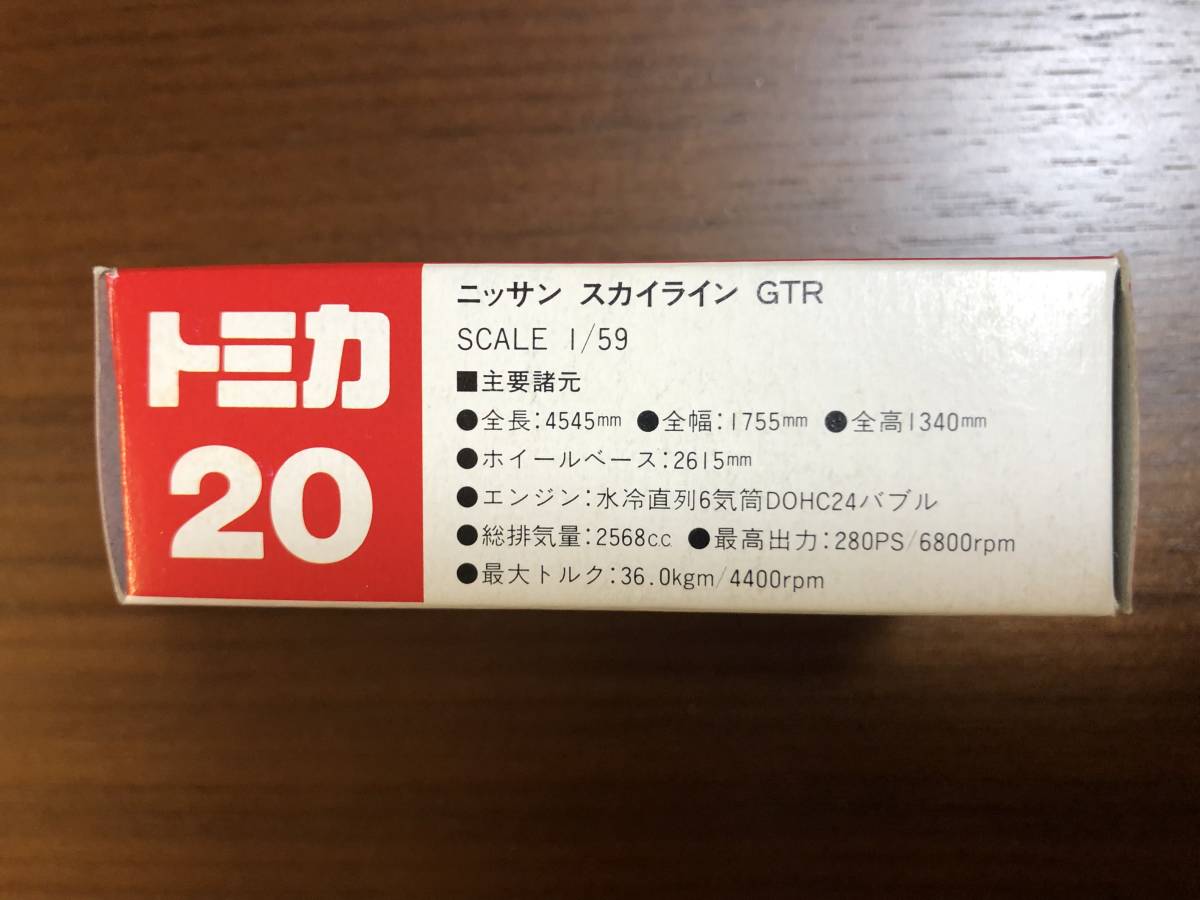 トミカ
20
ニッサン スカイライン GTR
SCALE 1/59
■主要諸元
●全長:4545mm ●全幅:1755mm ●全高1340mm
●ホイールベース:2615mm
●エンジン:水冷直列6気筒DOHC24バブル
●総排気量:2568cc ●最高出力:280PS/6800rpm
●最大トルク:36.0kgm/4400rpm